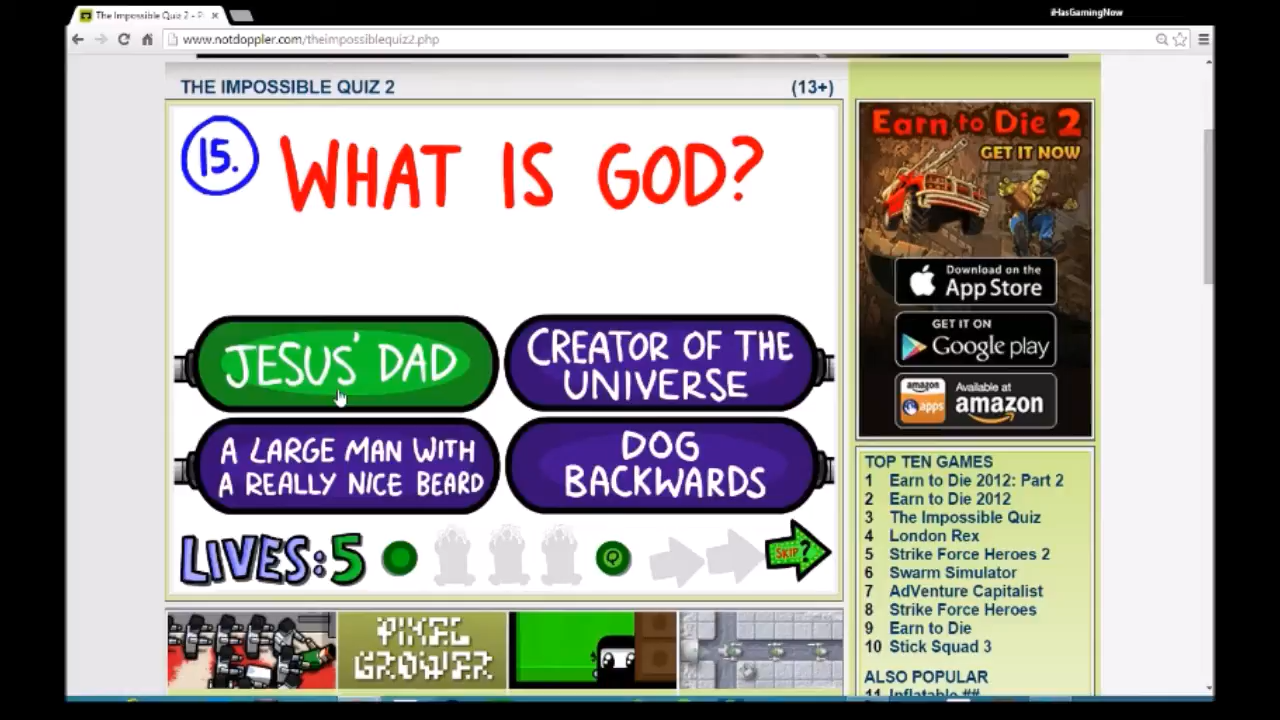 iHasGamingNow
The Impossible Quiz 2 - P
www.notdoppler.com/theimpossiblequiz2.php
THE IMPOSSIBLE QUIZ 2 (13+)
15. WHAT IS GOD?
JESUS' DAD
CREATOR OF THE
UNIVERSE
A LARGE MAN WITH
A REALLY NICE BEARD
DOG
BACKWARDS
LIVES: 5
SKIP?
Earn to Die 2
GET IT NOW
Download on the
App Store
GET IT ON
Google play
amazon
apps
Available at
amazon
TOP TEN GAMES
1 Earn to Die 2012: Part 2
2 Earn to Die 2012
3 The Impossible Quiz
4 London Rex
5 Strike Force Heroes 2
6 Swarm Simulator
7 AdVenture Capitalist
8 Strike Force Heroes
9 Earn to Die
10 Stick Squad 3
ALSO POPULAR
11 Inflatable ##
PIXEL
GROWER